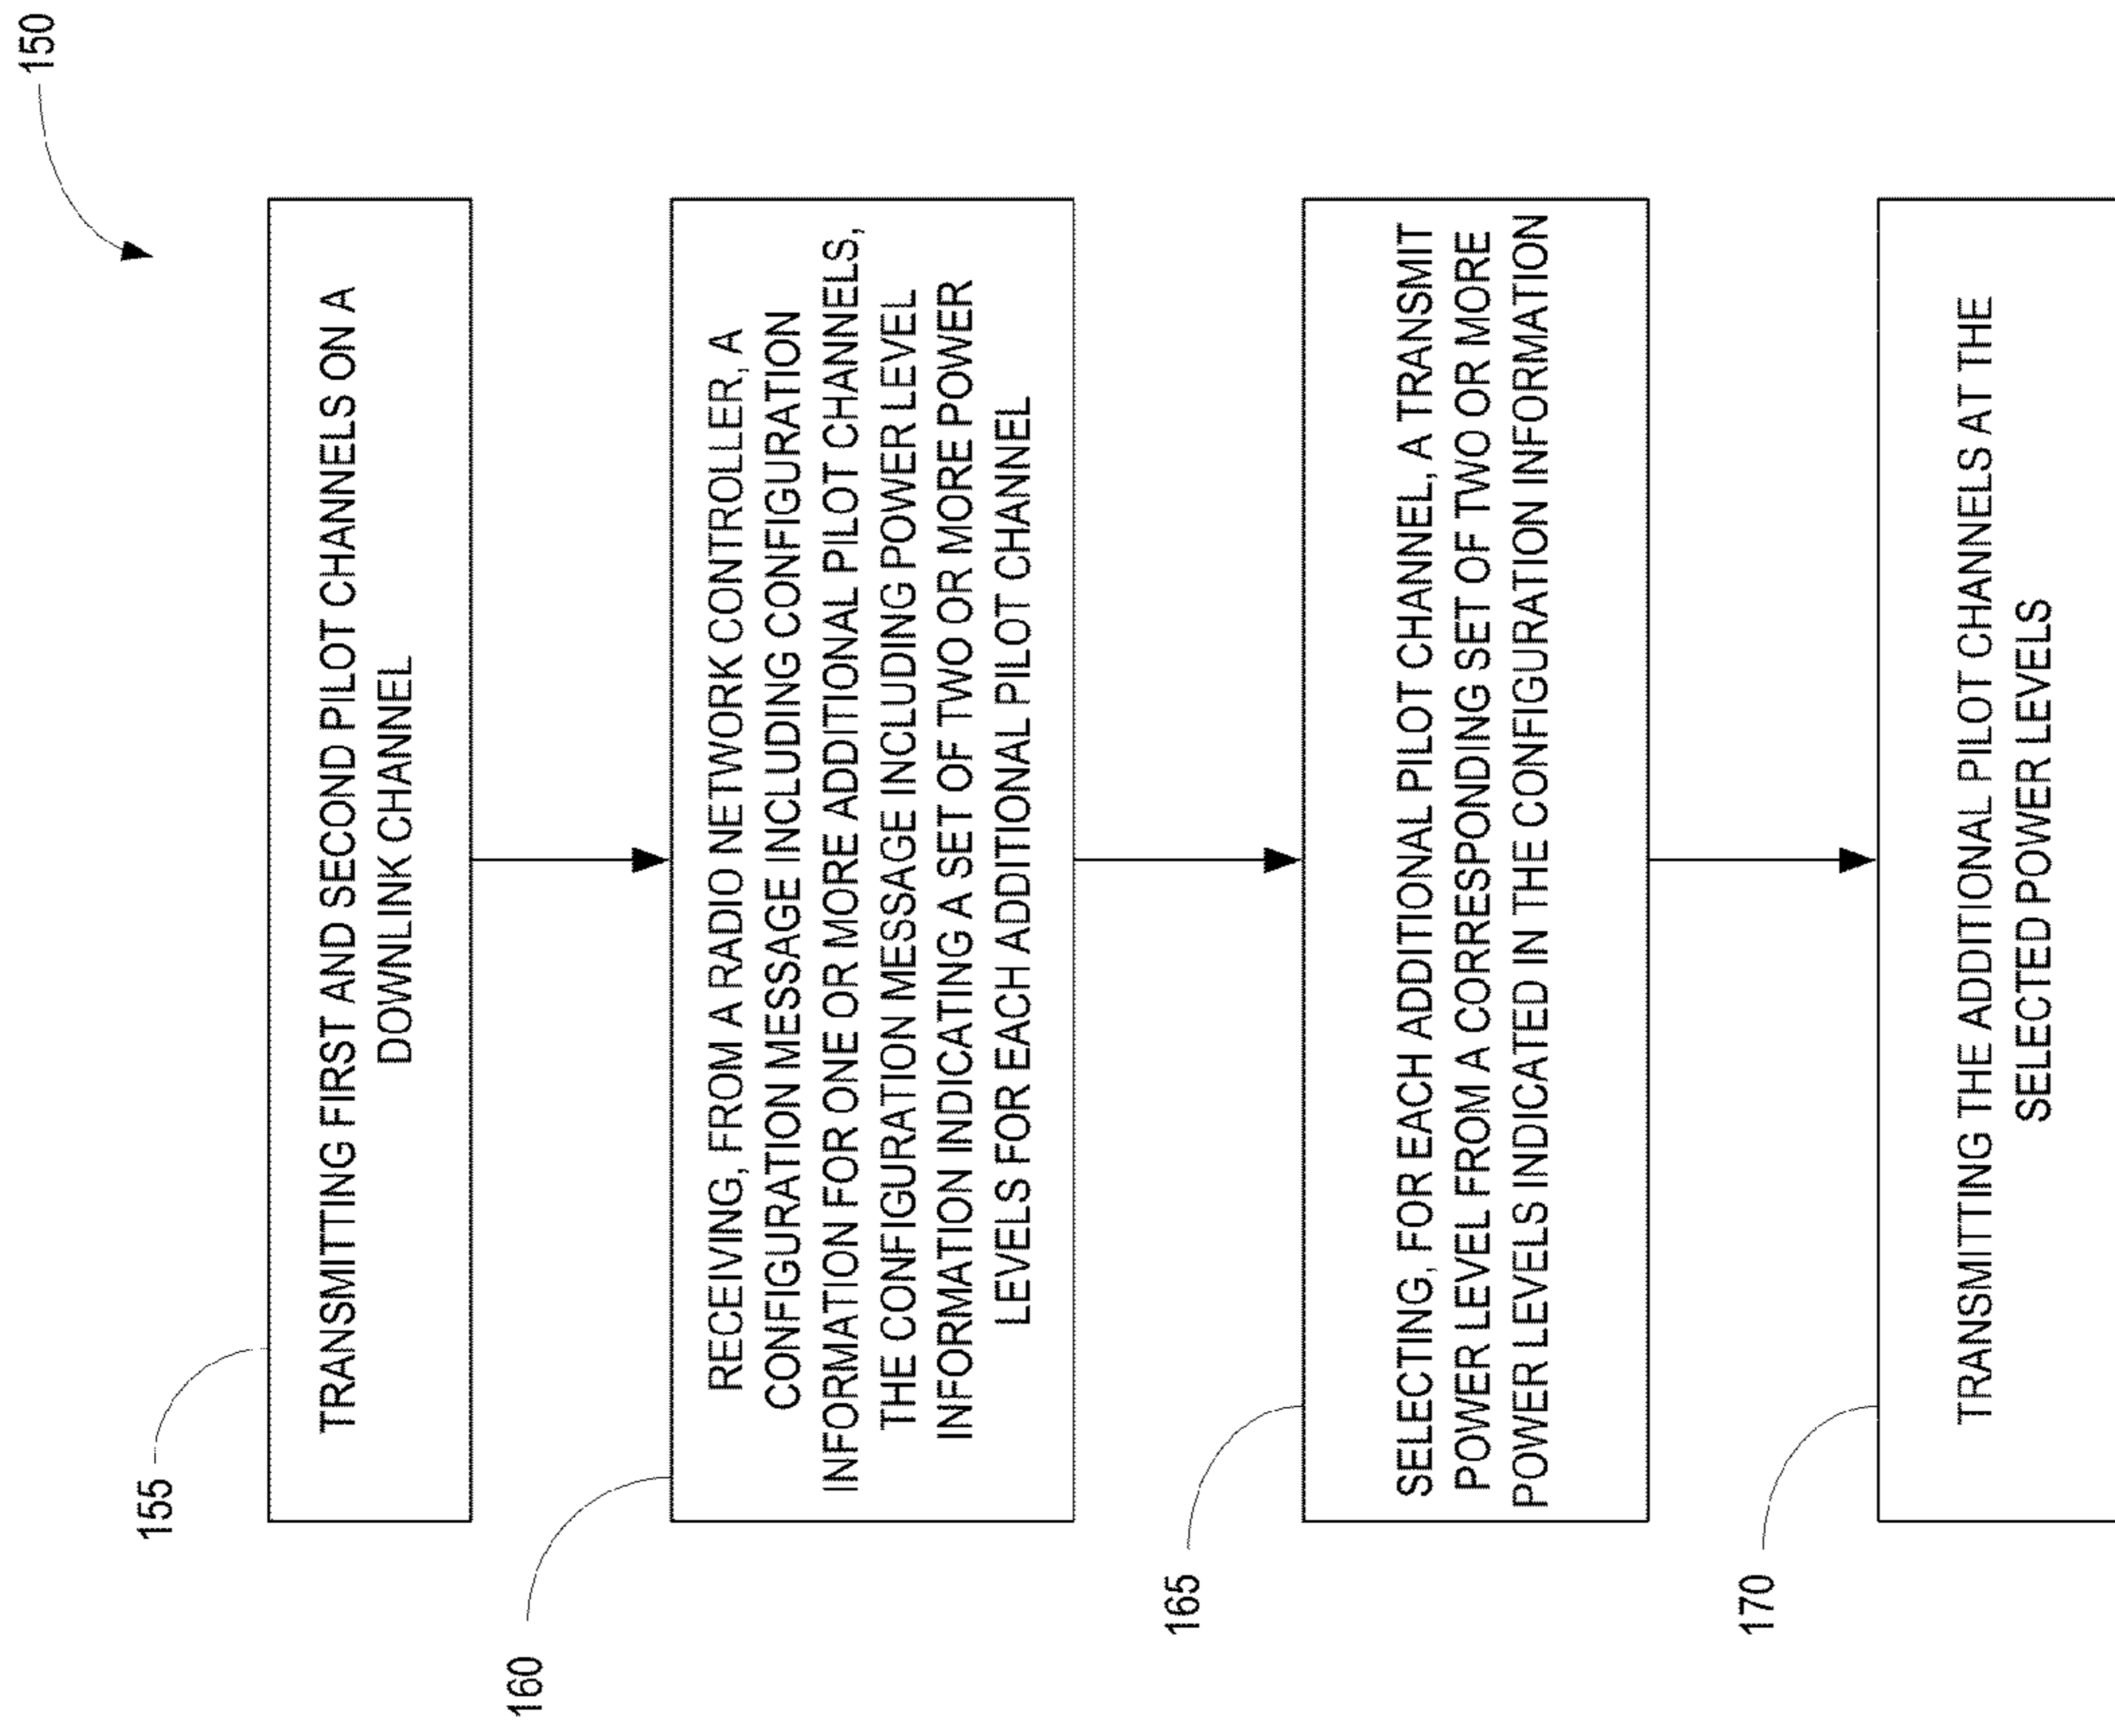 150
155
TRANSMITTING FIRST AND SECOND PILOT CHANNELS ON A
DOWNLINK CHANNEL
160
RECEIVING, FROM A RADIO NETWORK CONTROLLER, A
CONFIGURATION MESSAGE INCLUDING CONFIGURATION
INFORMATION FOR ONE OR MORE ADDITIONAL PILOT CHANNELS,
THE CONFIGURATION MESSAGE INCLUDING POWER LEVEL
INFORMATION INDICATING A SET OF TWO OR MORE POWER
LEVELS FOR EACH ADDITIONAL PILOT CHANNEL
165
SELECTING, FOR EACH ADDITIONAL PILOT CHANNEL, A TRANSMIT
POWER LEVEL FROM A CORRESPONDING SET OF TWO OR MORE
POWER LEVELS INDICATED IN THE CONFIGURATION INFORMATION
170
TRANSMITTING THE ADDITIONAL PILOT CHANNELS AT THE
SELECTED POWER LEVELS